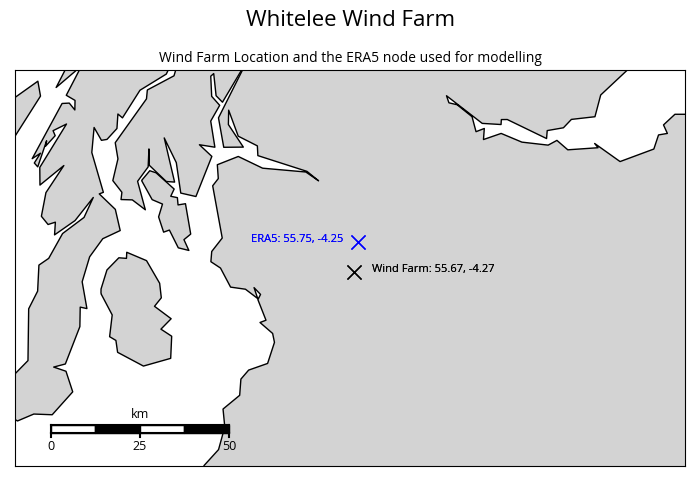 Whitelee Wind Farm
Wind Farm Location and the ERA5 node used for modelling
ERA5: 55.75, -4.25
Wind Farm: 55.67, -4.27
km
0 25 50